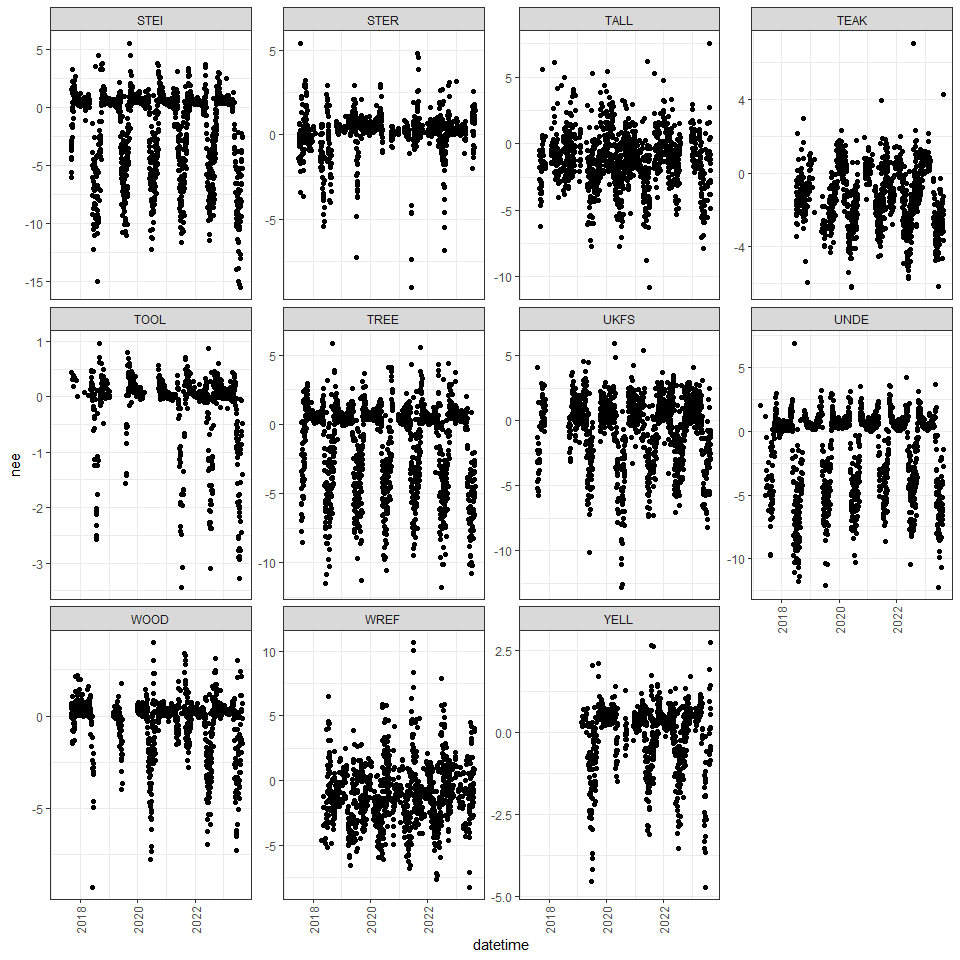 STEI STER TALL TEAK
5 5 5 4
0 0 0 0
-5 -5 -5 -4
-10 -10
-15
TOOL TREE UKFS UNDE
1 5 5 5
0 0 0 0
-1 -5 -5 -5
-2 -10 -10 -10
-3
nee
2018 2020 2022
WOOD WREF YELL
0 10 2.5
-5 5 0.0
0 -2.5
-5 -5.0
2018 2020 2022 2018 2020 2022 2018 2020 2022
datetime